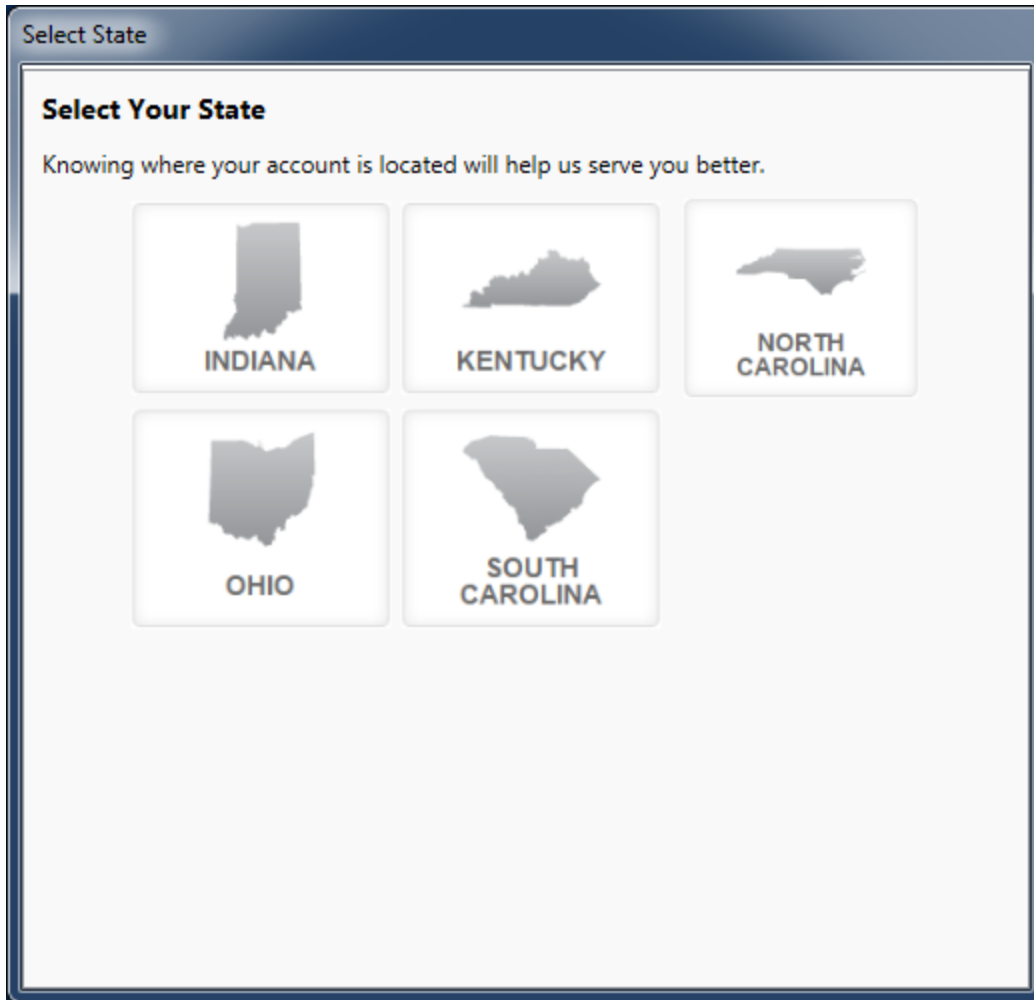 Select State
Select Your State
Knowing where your account is located will help us serve you better.
INDIANA
KENTUCKY
NORTH
CAROLINA
OHIO
SOUTH
CAROLINA